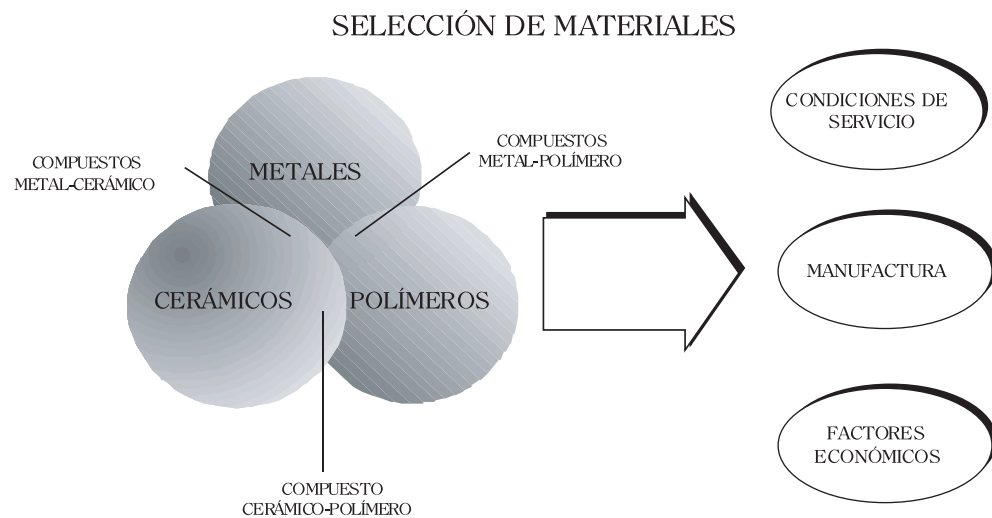 SELECCIÓN DE MATERIALES
COMPUESTOS
METAL-CERÁMICO
METALES
COMPUESTOS
METAL-POLÍMERO
CERÁMICOS
POLÍMEROS
COMPUESTO
CERÁMICO-POLÍMERO
CONDICIONES DE
SERVICIO
MANUFACTURA
FACTORES
ECONÓMICOS